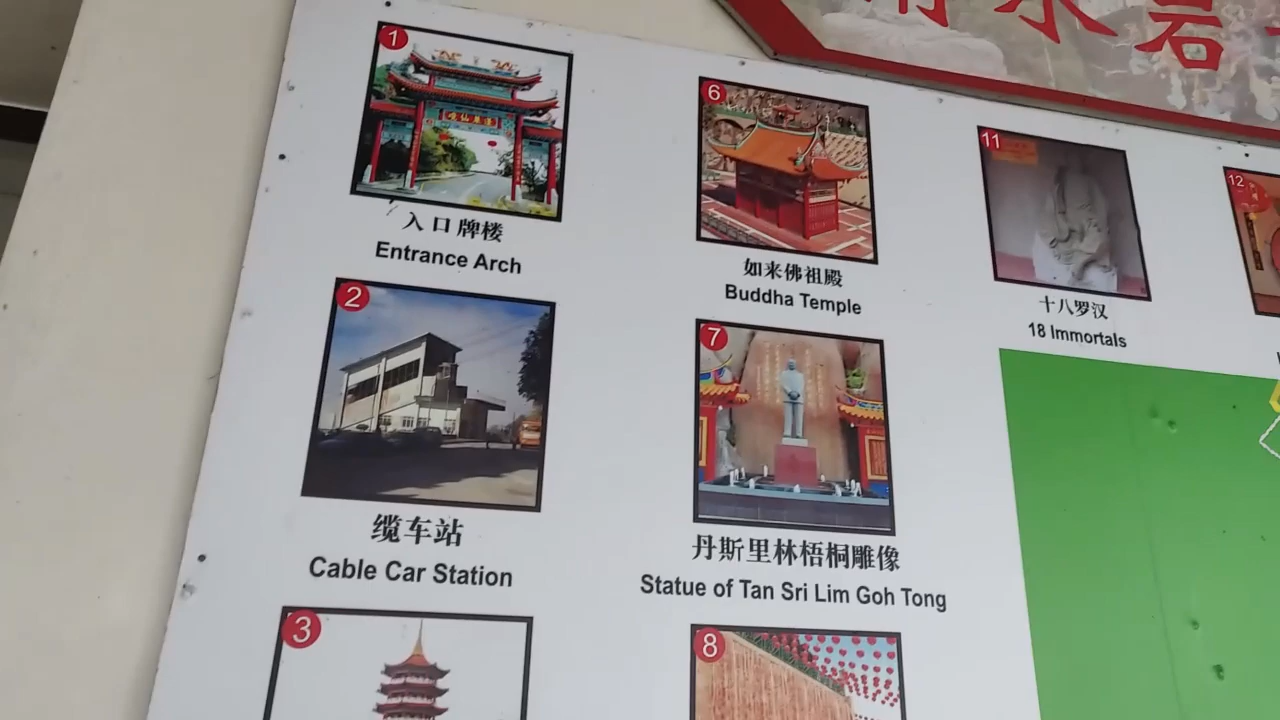 水岩
1
入口牌楼
Entrance Arch
6
如来佛祖殿
Buddha Temple
11
十八罗汉
18 Immortals
12
2
缆车站
Cable Car Station
7
丹斯里林梧桐雕像
Statue of Tan Sri Lim Goh Tong
3
8